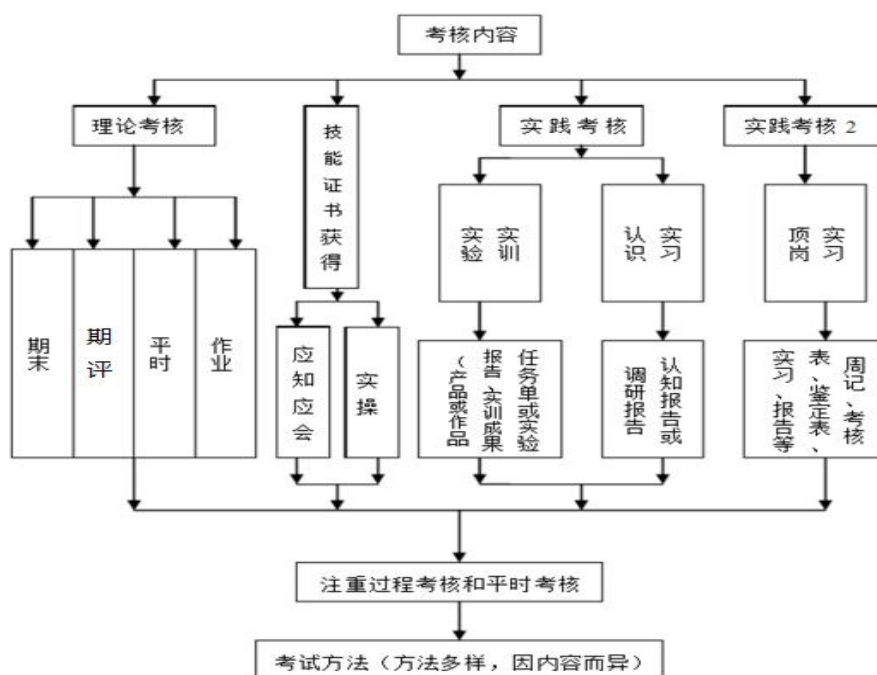 考核内容
理论考核
技能证书获得
实践考核
实践考核 2
实训
实验
实习
认识
实习
顶岗
期末
期评
平时
作业
应知应会
实操
任务单或实验
报告、实训成果
（产品或作品
认知报告或
调研报告
周记、考核
表、鉴定表、
实习、报告等
注重过程考核和平时考核
考试方法（方法多样，因内容而异）